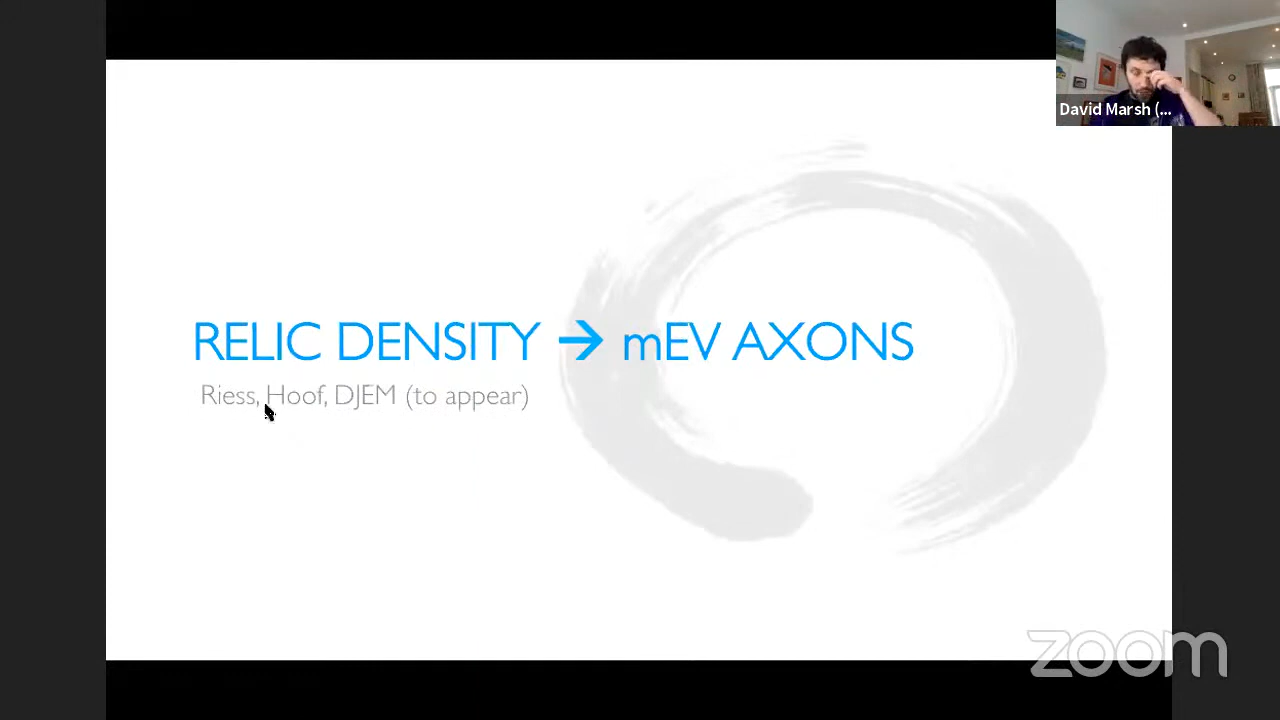 David Marsh (...
RELIC DENSITY → mEV AXONS
Riess, Hoof, DJEM (to appear)
zoom